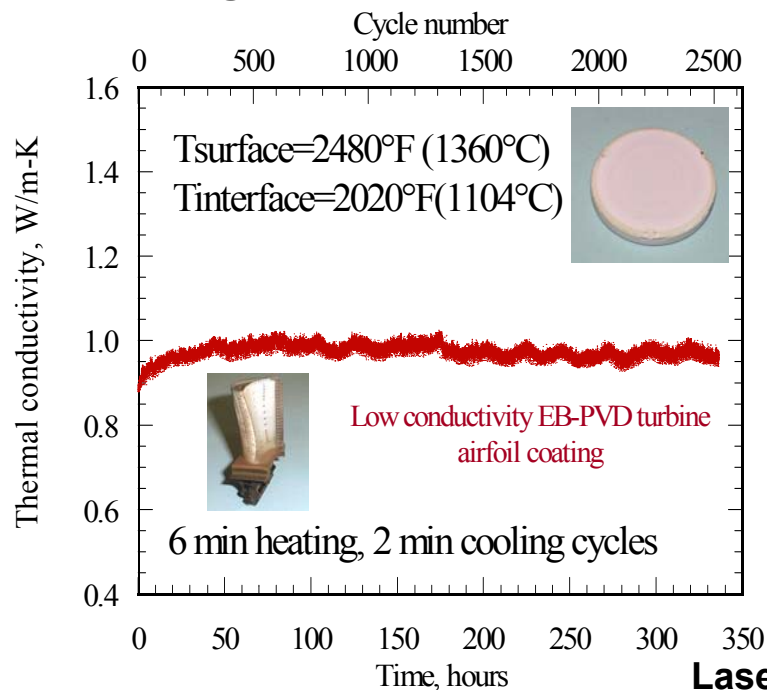 Cycle number
0 500 1000 1500 2000 2500
1.6
1.4
1.2
1.0
0.8
0.6
0.4
Thermal conductivity, W/m-K
Tsurface=2480°F (1360°C)
Tinterface=2020°F(1104°C)
Low conductivity EB-PVD turbine
airfoil coating
6 min heating, 2 min cooling cycles
0 50 100 150 200 250 300 350
Time, hours
Lase